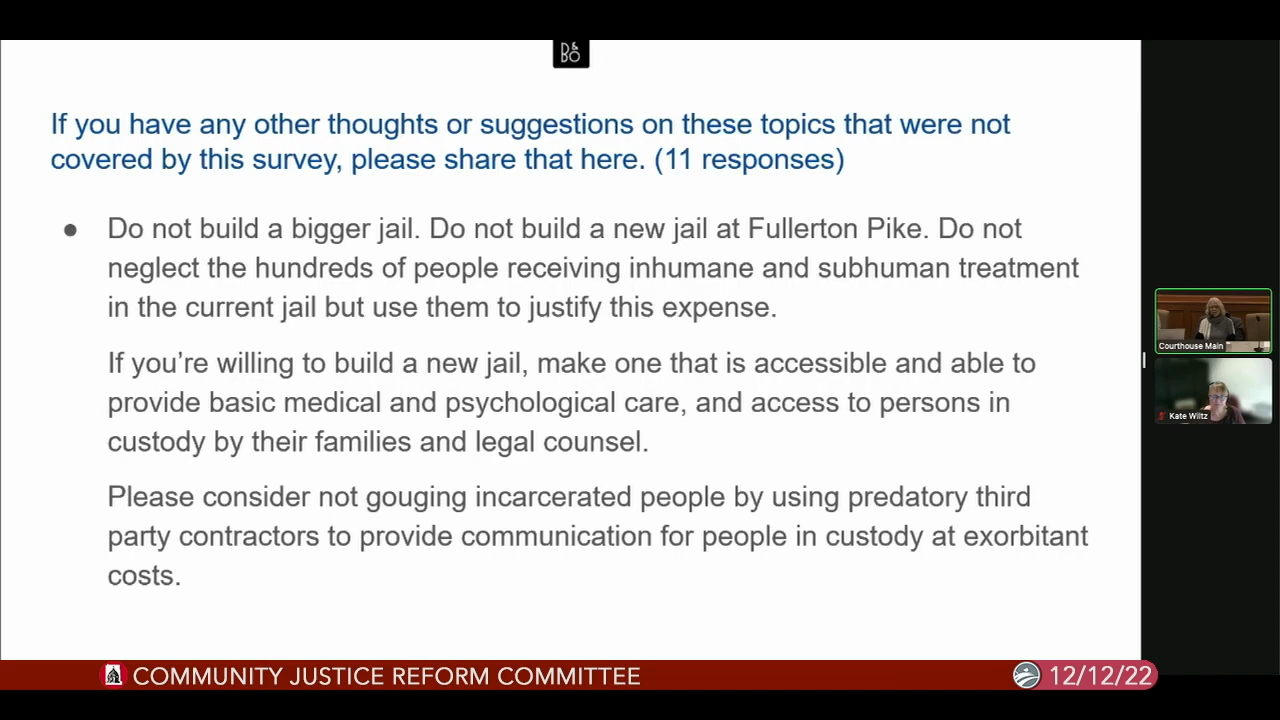 D&
BO
If you have any other thoughts or suggestions on these topics that were not
covered by this survey, please share that here. (11 responses)
● Do not build a bigger jail. Do not build a new jail at Fullerton Pike. Do not
neglect the hundreds of people receiving inhumane and subhuman treatment
in the current jail but use them to justify this expense.
If you’re willing to build a new jail, make one that is accessible and able to
provide basic medical and psychological care, and access to persons in
custody by their families and legal counsel.
Please consider not gouging incarcerated people by using predatory third
party contractors to provide communication for people in custody at exorbitant
costs.
Courthouse Main
Kate Wiltz
COMMUNITY JUSTICE REFORM COMMITTEE
12/12/22